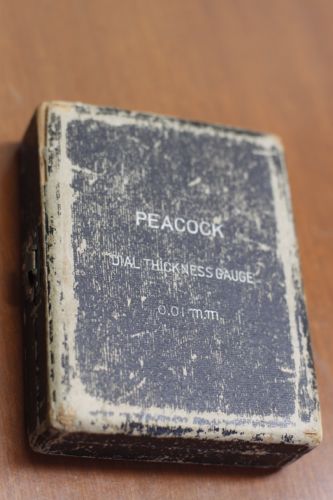 PEACOCK
DIAL THICKNESS GAUGE
0.01 m.m